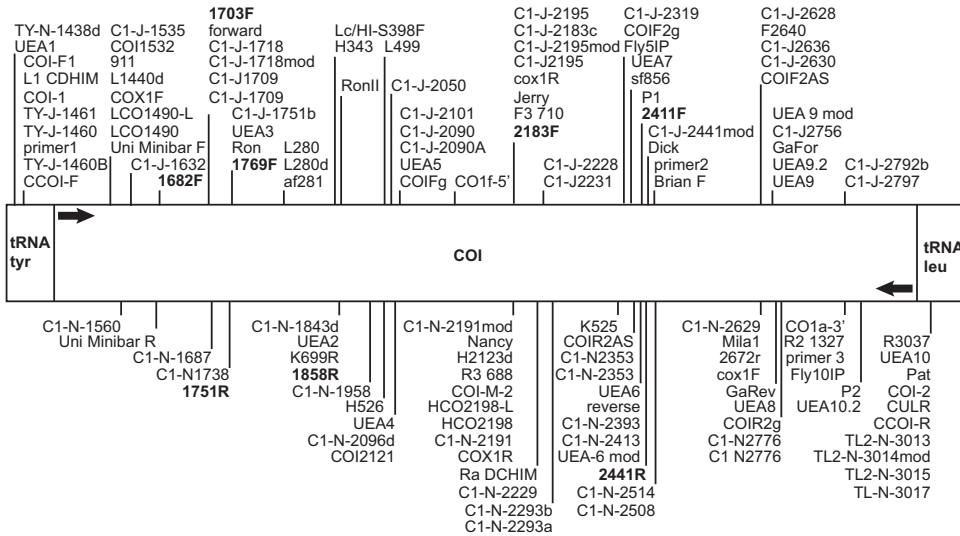 TY-N-1438d
UEA1
COI-F1
L1 CDHIM
COI-1
TY-J-1461
TY-J-1460
primer1
TY-J-1460B
CCOI-F
C1-J-1535
COI1532
911
L1440d
COX1F
LCO1490-L
LCO1490
Uni Minibar F
C1-J-1632
1682F
1703F
forward
C1-J-1718
C1-J-1718mod
C1-J1709
C1-J-1709
C1-J-1751b
UEA3
Ron
1769F
L280
L280d
af281
Lc/HI-S398F
H343
RonII
L499
C1-J-2050
C1-J-2101
C1-J-2090
C1-J-2090A
UEA5
COIFg
CO1f-5'
C1-J-2195
C1-J-2183c
C1-J-2195mod
C1-J2195
cox1R
Jerry
F3 710
2183F
C1-J-2228
C1-J2231
C1-J-2319
COIF2g
Fly5IP
UEA7
sf856
P1
2411F
C1-J-2441mod
Dick
primer2
Brian F
C1-J-2628
F2640
C1-J2636
C1-J-2630
COIF2AS
UEA 9 mod
C1-J2756
GaFor
UEA9.2
UEA9
C1-J-2792b
C1-J-2797
tRNA
tyr
COI
tRNA
leu
C1-N-1560
Uni Minibar R
C1-N-1687
C1-N1738
1751R
C1-N-1843d
UEA2
K699R
1858R
C1-N-1958
H526
UEA4
C1-N-2096d
COI2121
C1-N-2191mod
Nancy
H2123d
R3 688
COI-M-2
HCO2198-L
HCO2198
C1-N-2191
COX1R
Ra DCHIM
C1-N-2229
C1-N-2293b
C1-N-2293a
K525
COIR2AS
C1-N2353
C1-N-2353
UEA6
reverse
C1-N-2393
C1-N-2413
UEA-6 mod
2441R
C1-N-2514
C1-N-2508
C1-N-2629
Mila1
2672r
cox1F
GaRev
UEA8
COIR2g
C1-N2776
C1 N2776
CO1a-3'
R2 1327
primer 3
Fly10IP
P2
UEA10.2
R3037
UEA10
Pat
COI-2
CULR
CCOI-R
TL2-N-3013
TL2-N-3014mod
TL2-N-3015
TL-N-3017